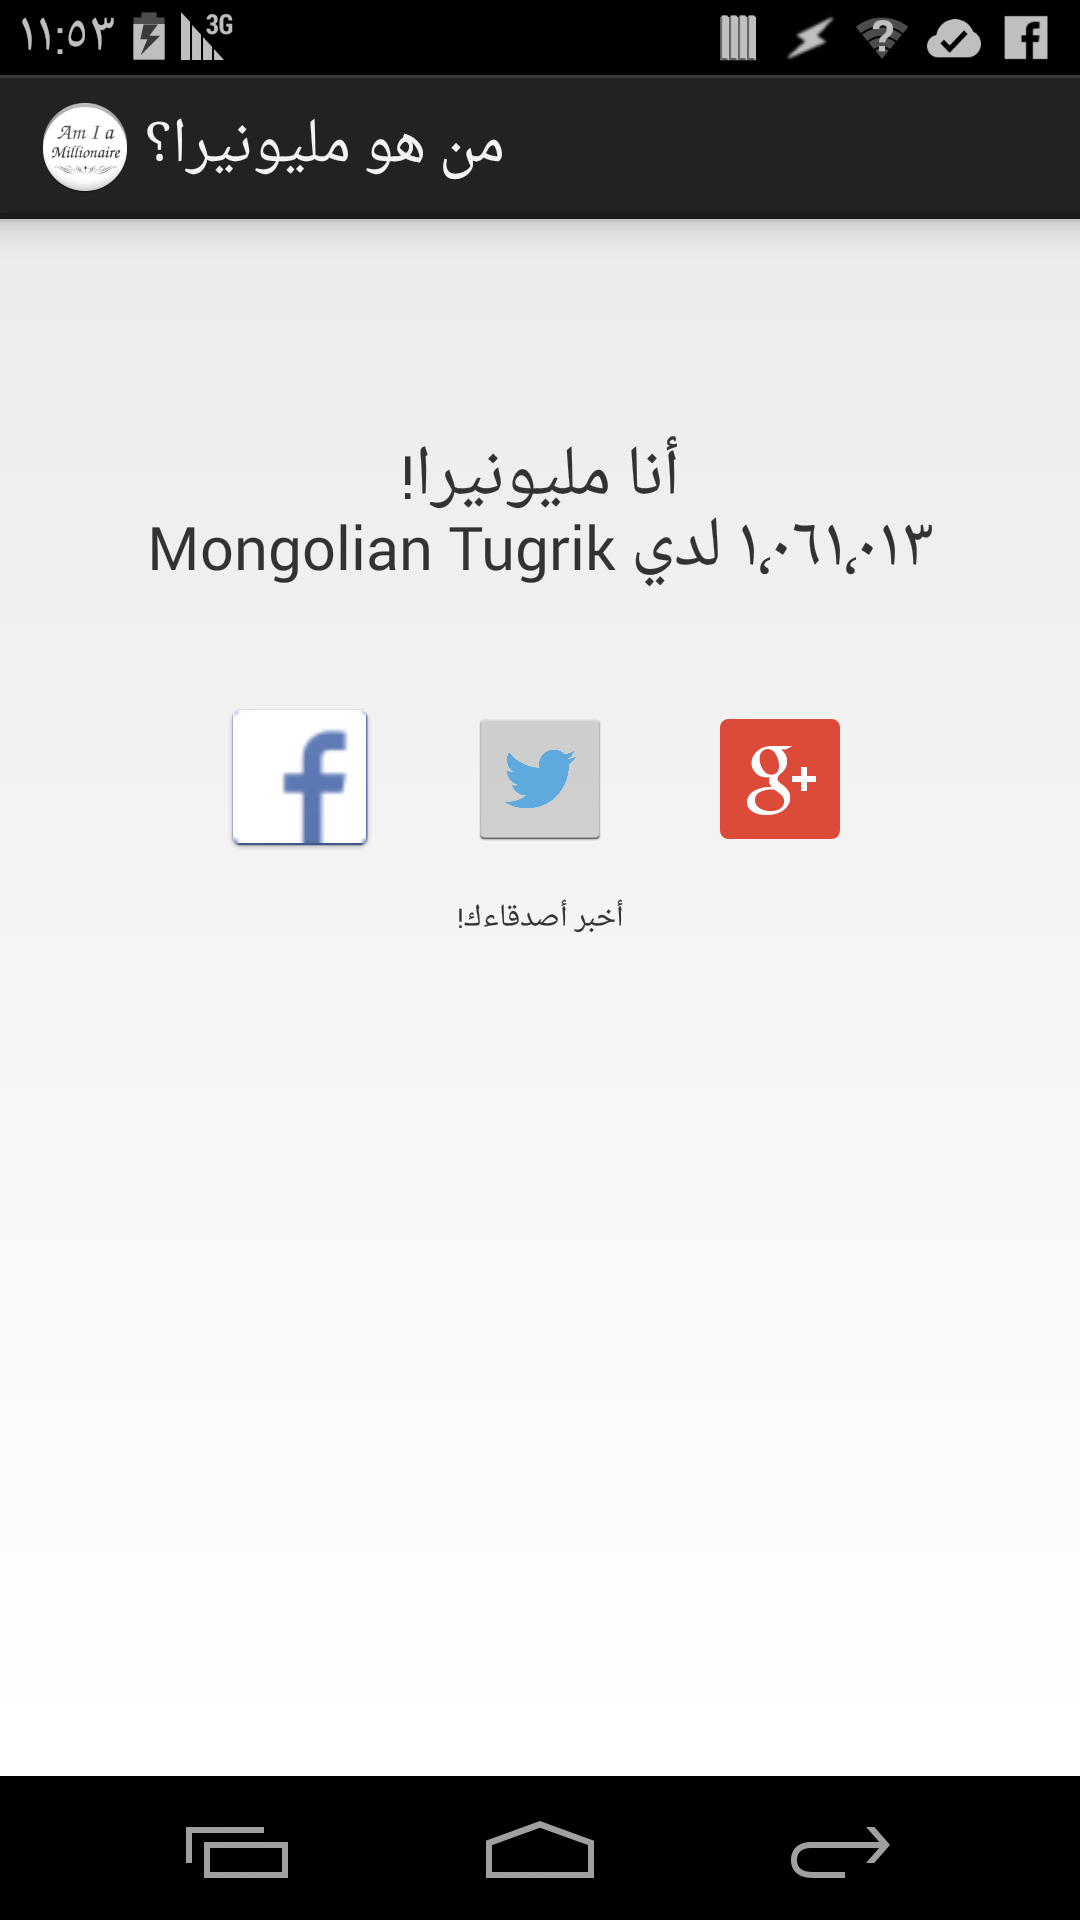 ١١:٥٣
3G
Am I a
Millionaire
من هو مليونيرا؟
أنا مليونيرا!
١,٠٦١,٠١٣ لدي Mongolian Tugrik
f
g+
أخبر أصدقاءك!